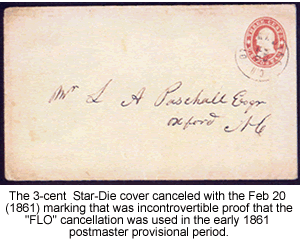 Mr L A Paschall Esqr
Oxford N.C
The 3-cent Star-Die cover canceled with the Feb 20
(1861) marking that was incontrovertible proof that the
"FLO" cancellation was used in the early 1861
postmaster provisional period.